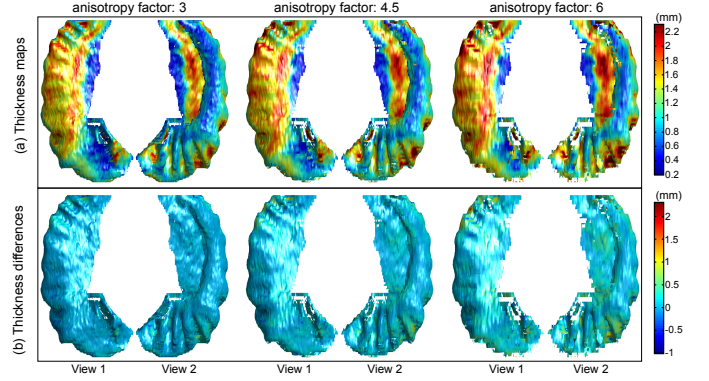 anisotropy factor: 3
anisotropy factor: 4.5
anisotropy factor: 6
(mm)
(a) Thickness maps
2.2
2
1.8
1.6
1.4
1.2
1
0.8
0.6
0.4
0.2
(mm)
(b) Thickness differences
2
1.5
1
0.5
0
-0.5
-1
View 1
View 2
View 1
View 2
View 1
View 2